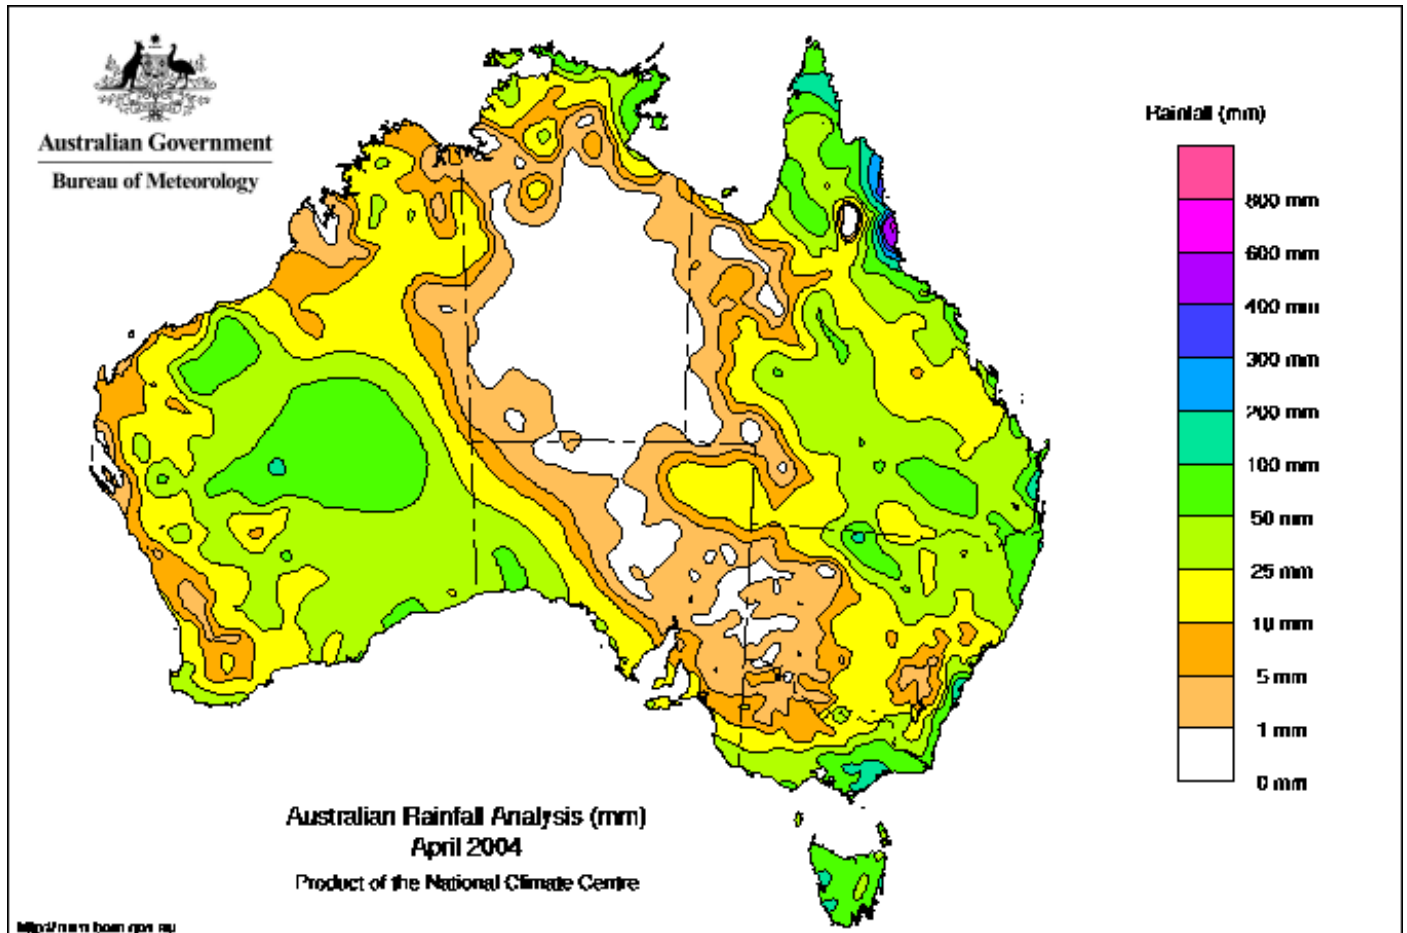 Australian Government
Bureau of Meteorology
Rainfall (mm)
800 mm
600 mm
400 mm
300 mm
200 mm
100 mm
50 mm
25 mm
10 mm
5 mm
1 mm
0 mm
Australian Rainfall Analysis (mm)
April 2004
Product of the National Climate Centre